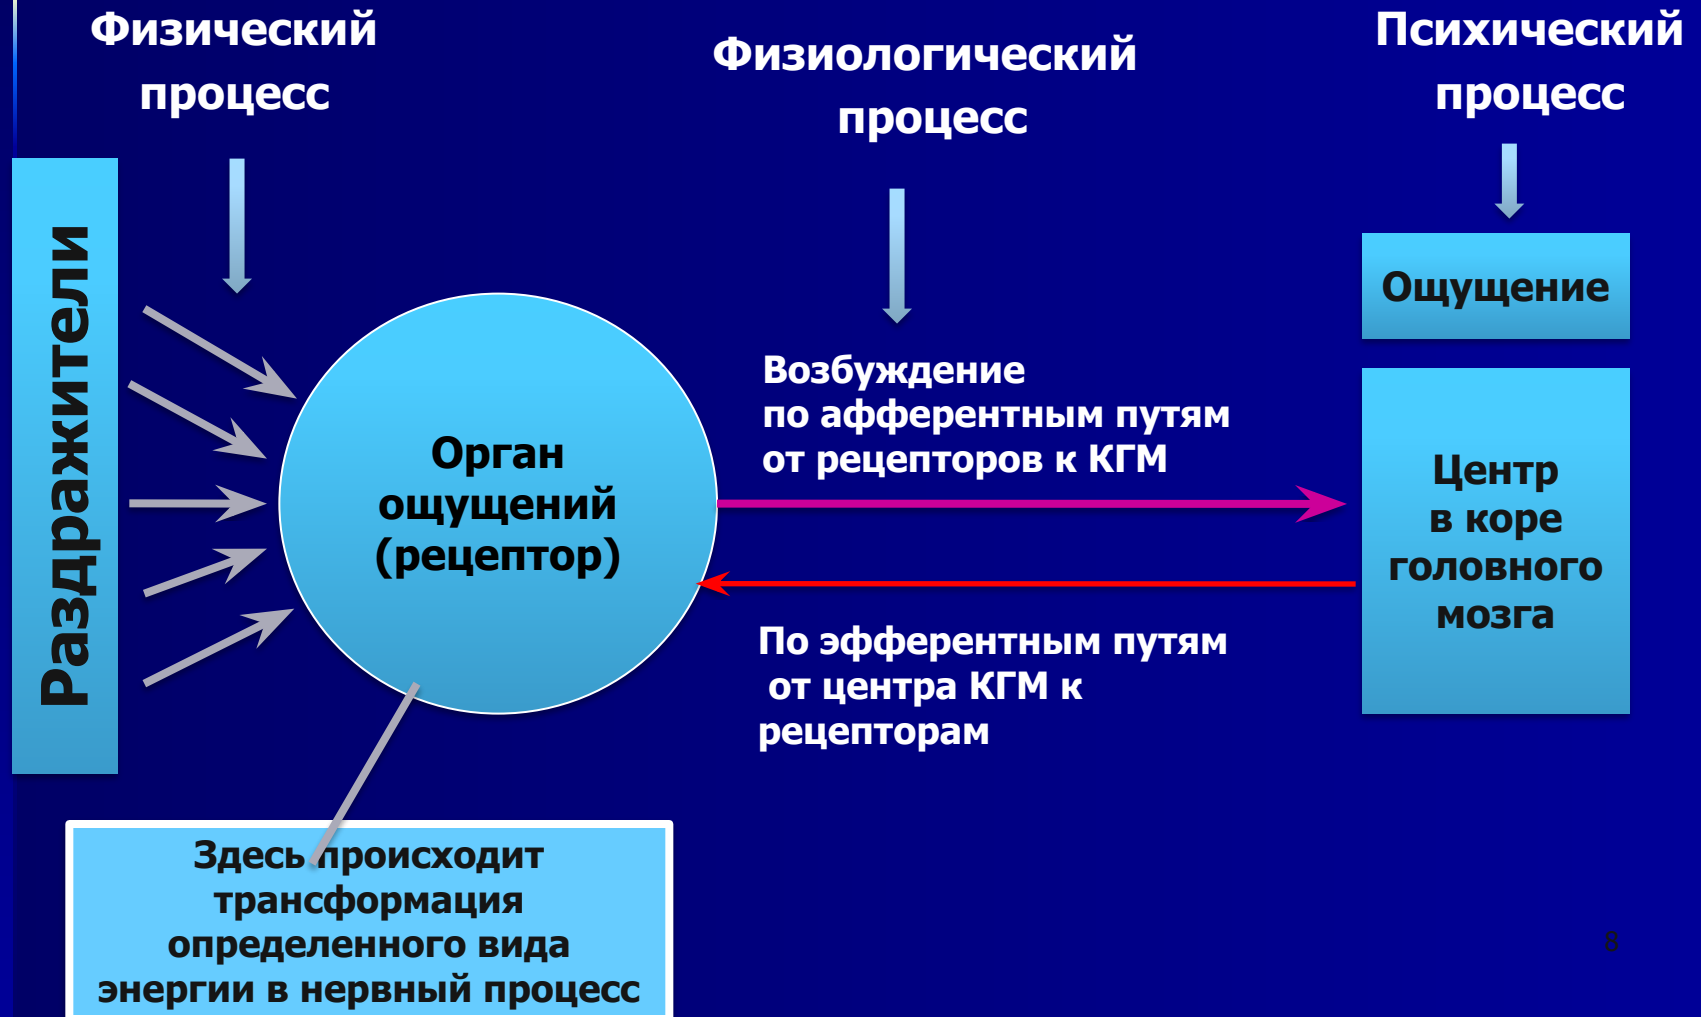 Физический
процесс
Физиологический
процесс
Психический
процесс
Раздражители
Орган
ощущений
(рецептор)
Возбуждение
по афферентным путям
от рецепторов к КГМ
По эфферентным путям
от центра КГМ к
рецепторам
Ощущение
Центр
в коре
головного
мозга
Здесь происходит
трансформация
определенного вида
энергии в нервный процесс
8